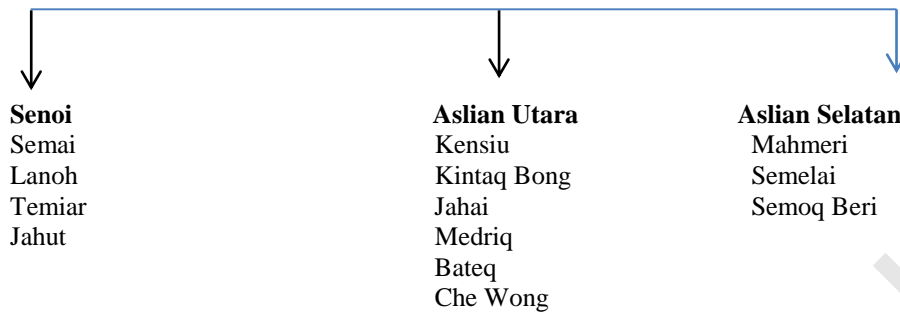 Senoi
Semai
Lanoh
Temiar
Jahut
Aslian Utara
Kensiu
Kintaq Bong
Jahai
Medriq
Bateq
Che Wong
Aslian Selatan
Mahmeri
Semelai
Semoq Beri